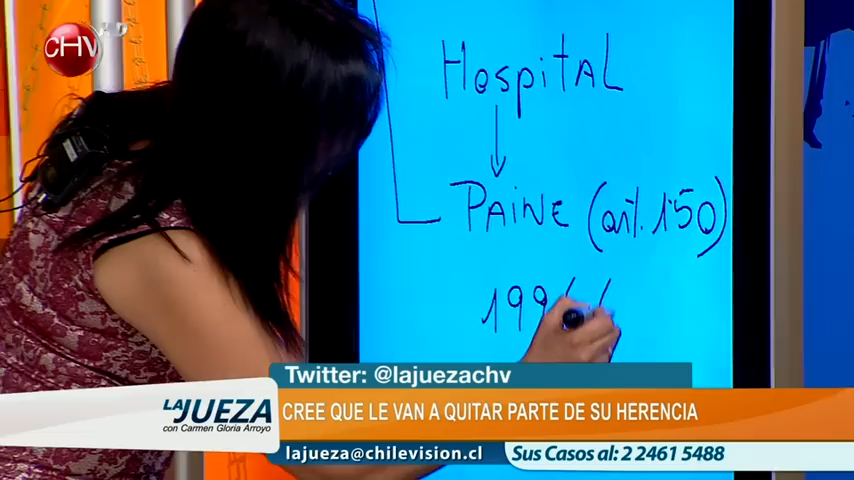 CHV HD
Hospital
PAINE (art. 150)
199
Twitter: @lajuezachv
LA JUEZA
con Carmen Gloria Arroyo
CREE QUE LE VAN A QUITAR PARTE DE SU HERENCIA
lajueza@chilevision.cl
Sus Casos al: 2 2461 5488